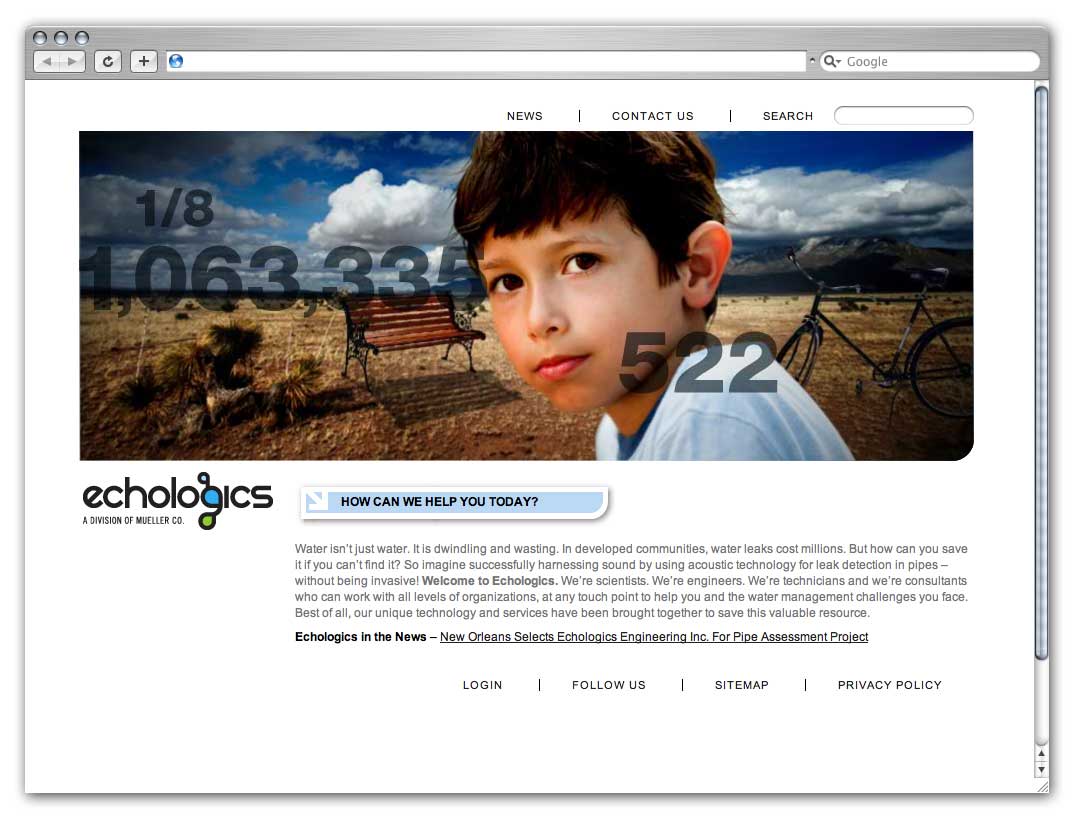 Google
NEWS | CONTACT US | SEARCH
1/8
1,063,335
522
echologics
A DIVISION OF MUELLER CO.
HOW CAN WE HELP YOU TODAY?
Water isn’t just water. It is dwindling and wasting. In developed communities, water leaks cost millions. But how can you save
it if you can’t find it? So imagine successfully harnessing sound by using acoustic technology for leak detection in pipes –
without being invasive! Welcome to Echologics. We’re scientists. We’re engineers. We’re technicians and we’re consultants
who can work with all levels of organizations, at any touch point to help you and the water management challenges you face.
Best of all, our unique technology and services have been brought together to save this valuable resource.
Echologics in the News – New Orleans Selects Echologics Engineering Inc. For Pipe Assessment Project
LOGIN | FOLLOW US | SITEMAP | PRIVACY POLICY